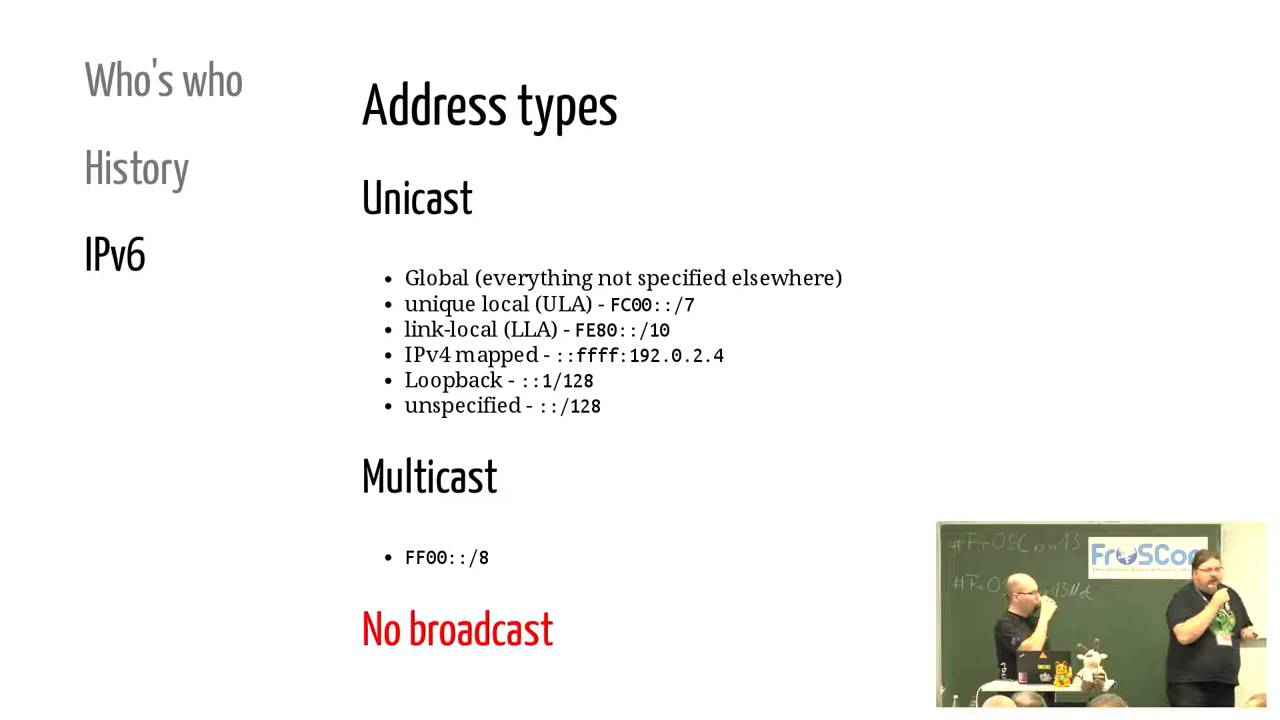 Who's who
History
IPv6
Address types
Unicast
• Global (everything not specified elsewhere)
• unique local (ULA) - FC00::/7
• link-local (LLA) - FE80::/10
• IPv4 mapped - ::ffff:192.0.2.4
• Loopback - ::1/128
• unspecified - ::/128
Multicast
• FF00::/8
No broadcast
#FrOSCon13
FrOSCon